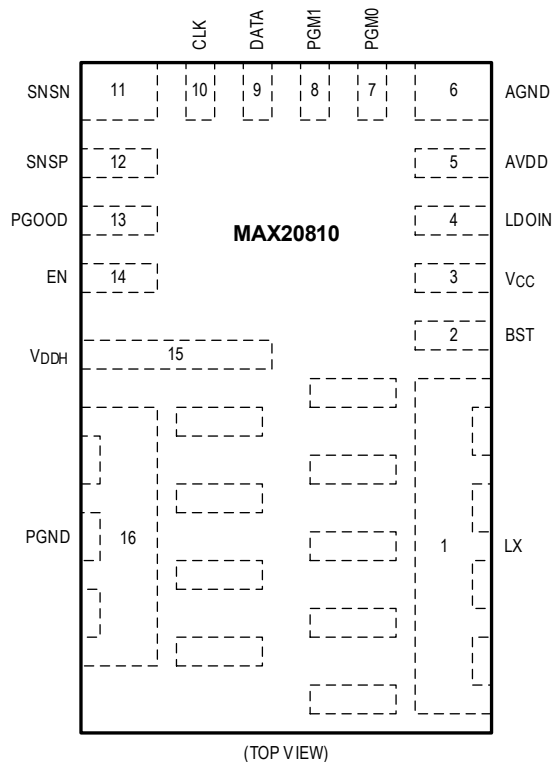 CLK DATA PGM1 PGM0
SNSN 11 10 9 8 7 6 AGND
SNSP 12 5 AVDD
PGOOD 13 MAX20810 4 LDOIN
EN 14 3 VCC
2 BST
VDDH 15
PGND 16 1 LX
(TOP VIEW)